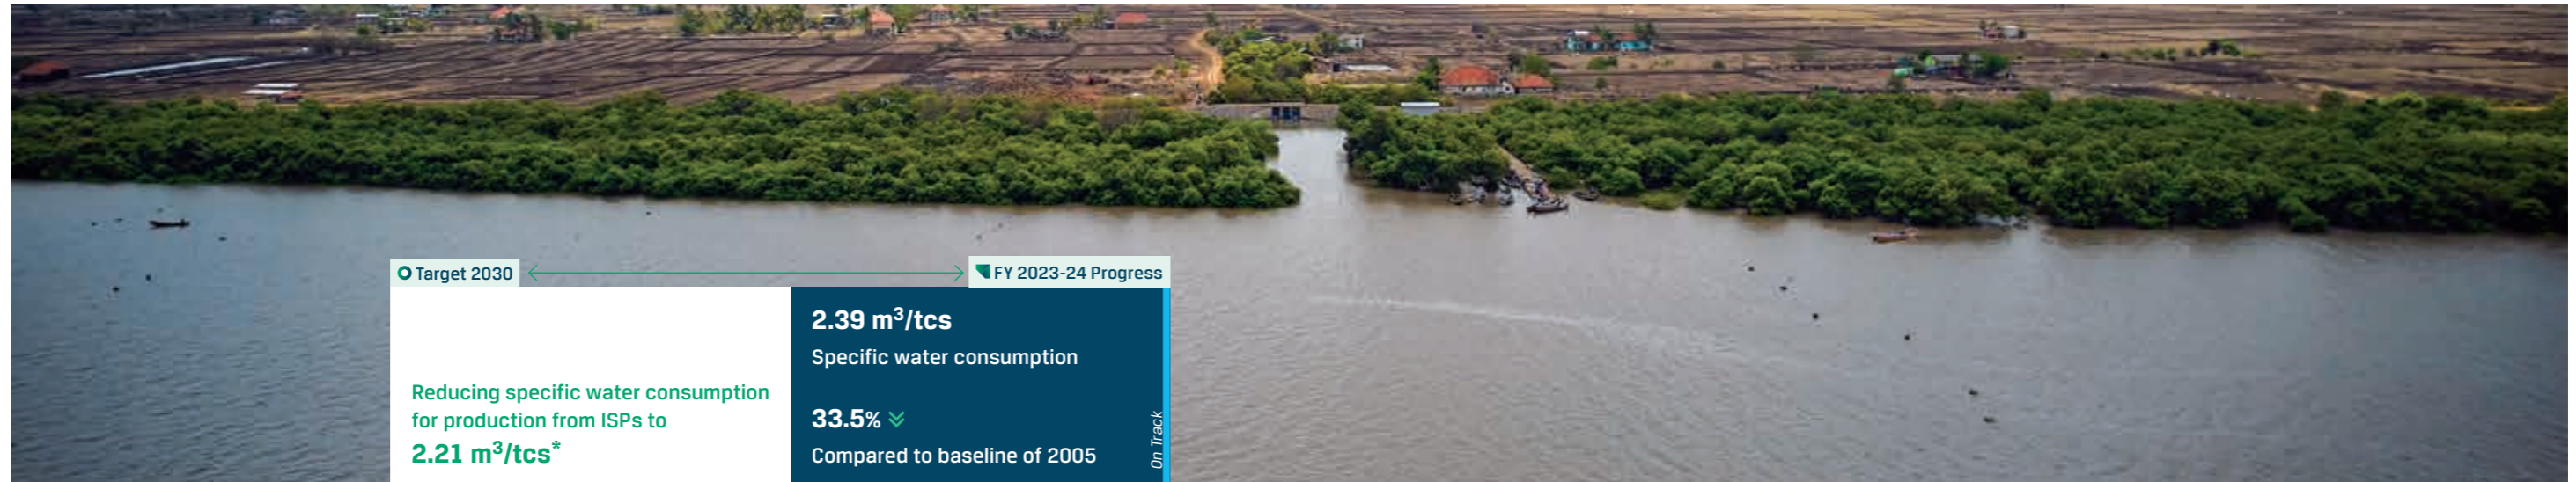 Target 2030
FY 2023-24 Progress
Reducing specific water consumption
for production from ISPs to
2.21 m³/tcs*
2.39 m³/tcs
Specific water consumption
33.5%
Compared to baseline of 2005
On Track